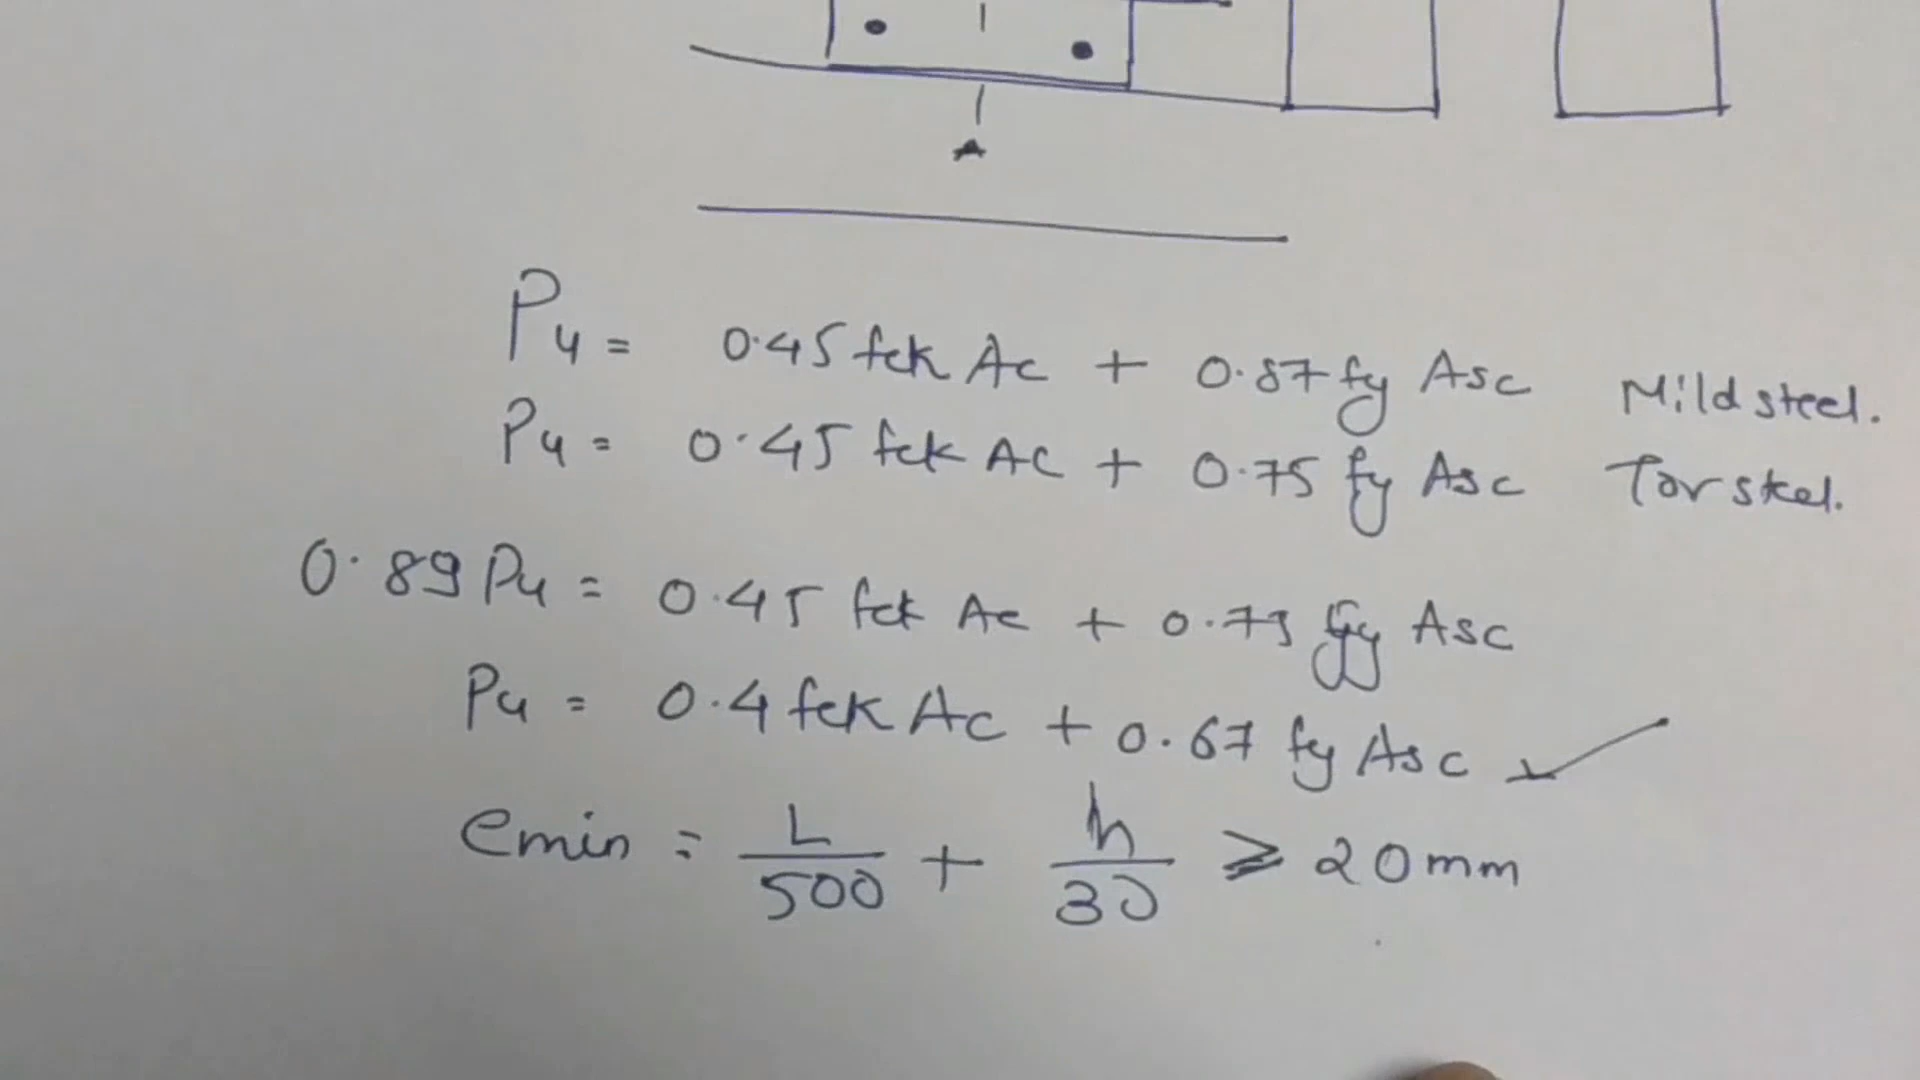 A
Pu = 0.45 fck Ac + 0.87 fy Asc Mild steel.
Pu = 0.45 fck Ac + 0.75 fy Asc Tor steel.
0.89 Pu = 0.45 fck Ac + 0.75 fy Asc
Pu = 0.4 fck Ac + 0.67 fy Asc ✓
emin = L/500 + h/30 ⩾ 20mm